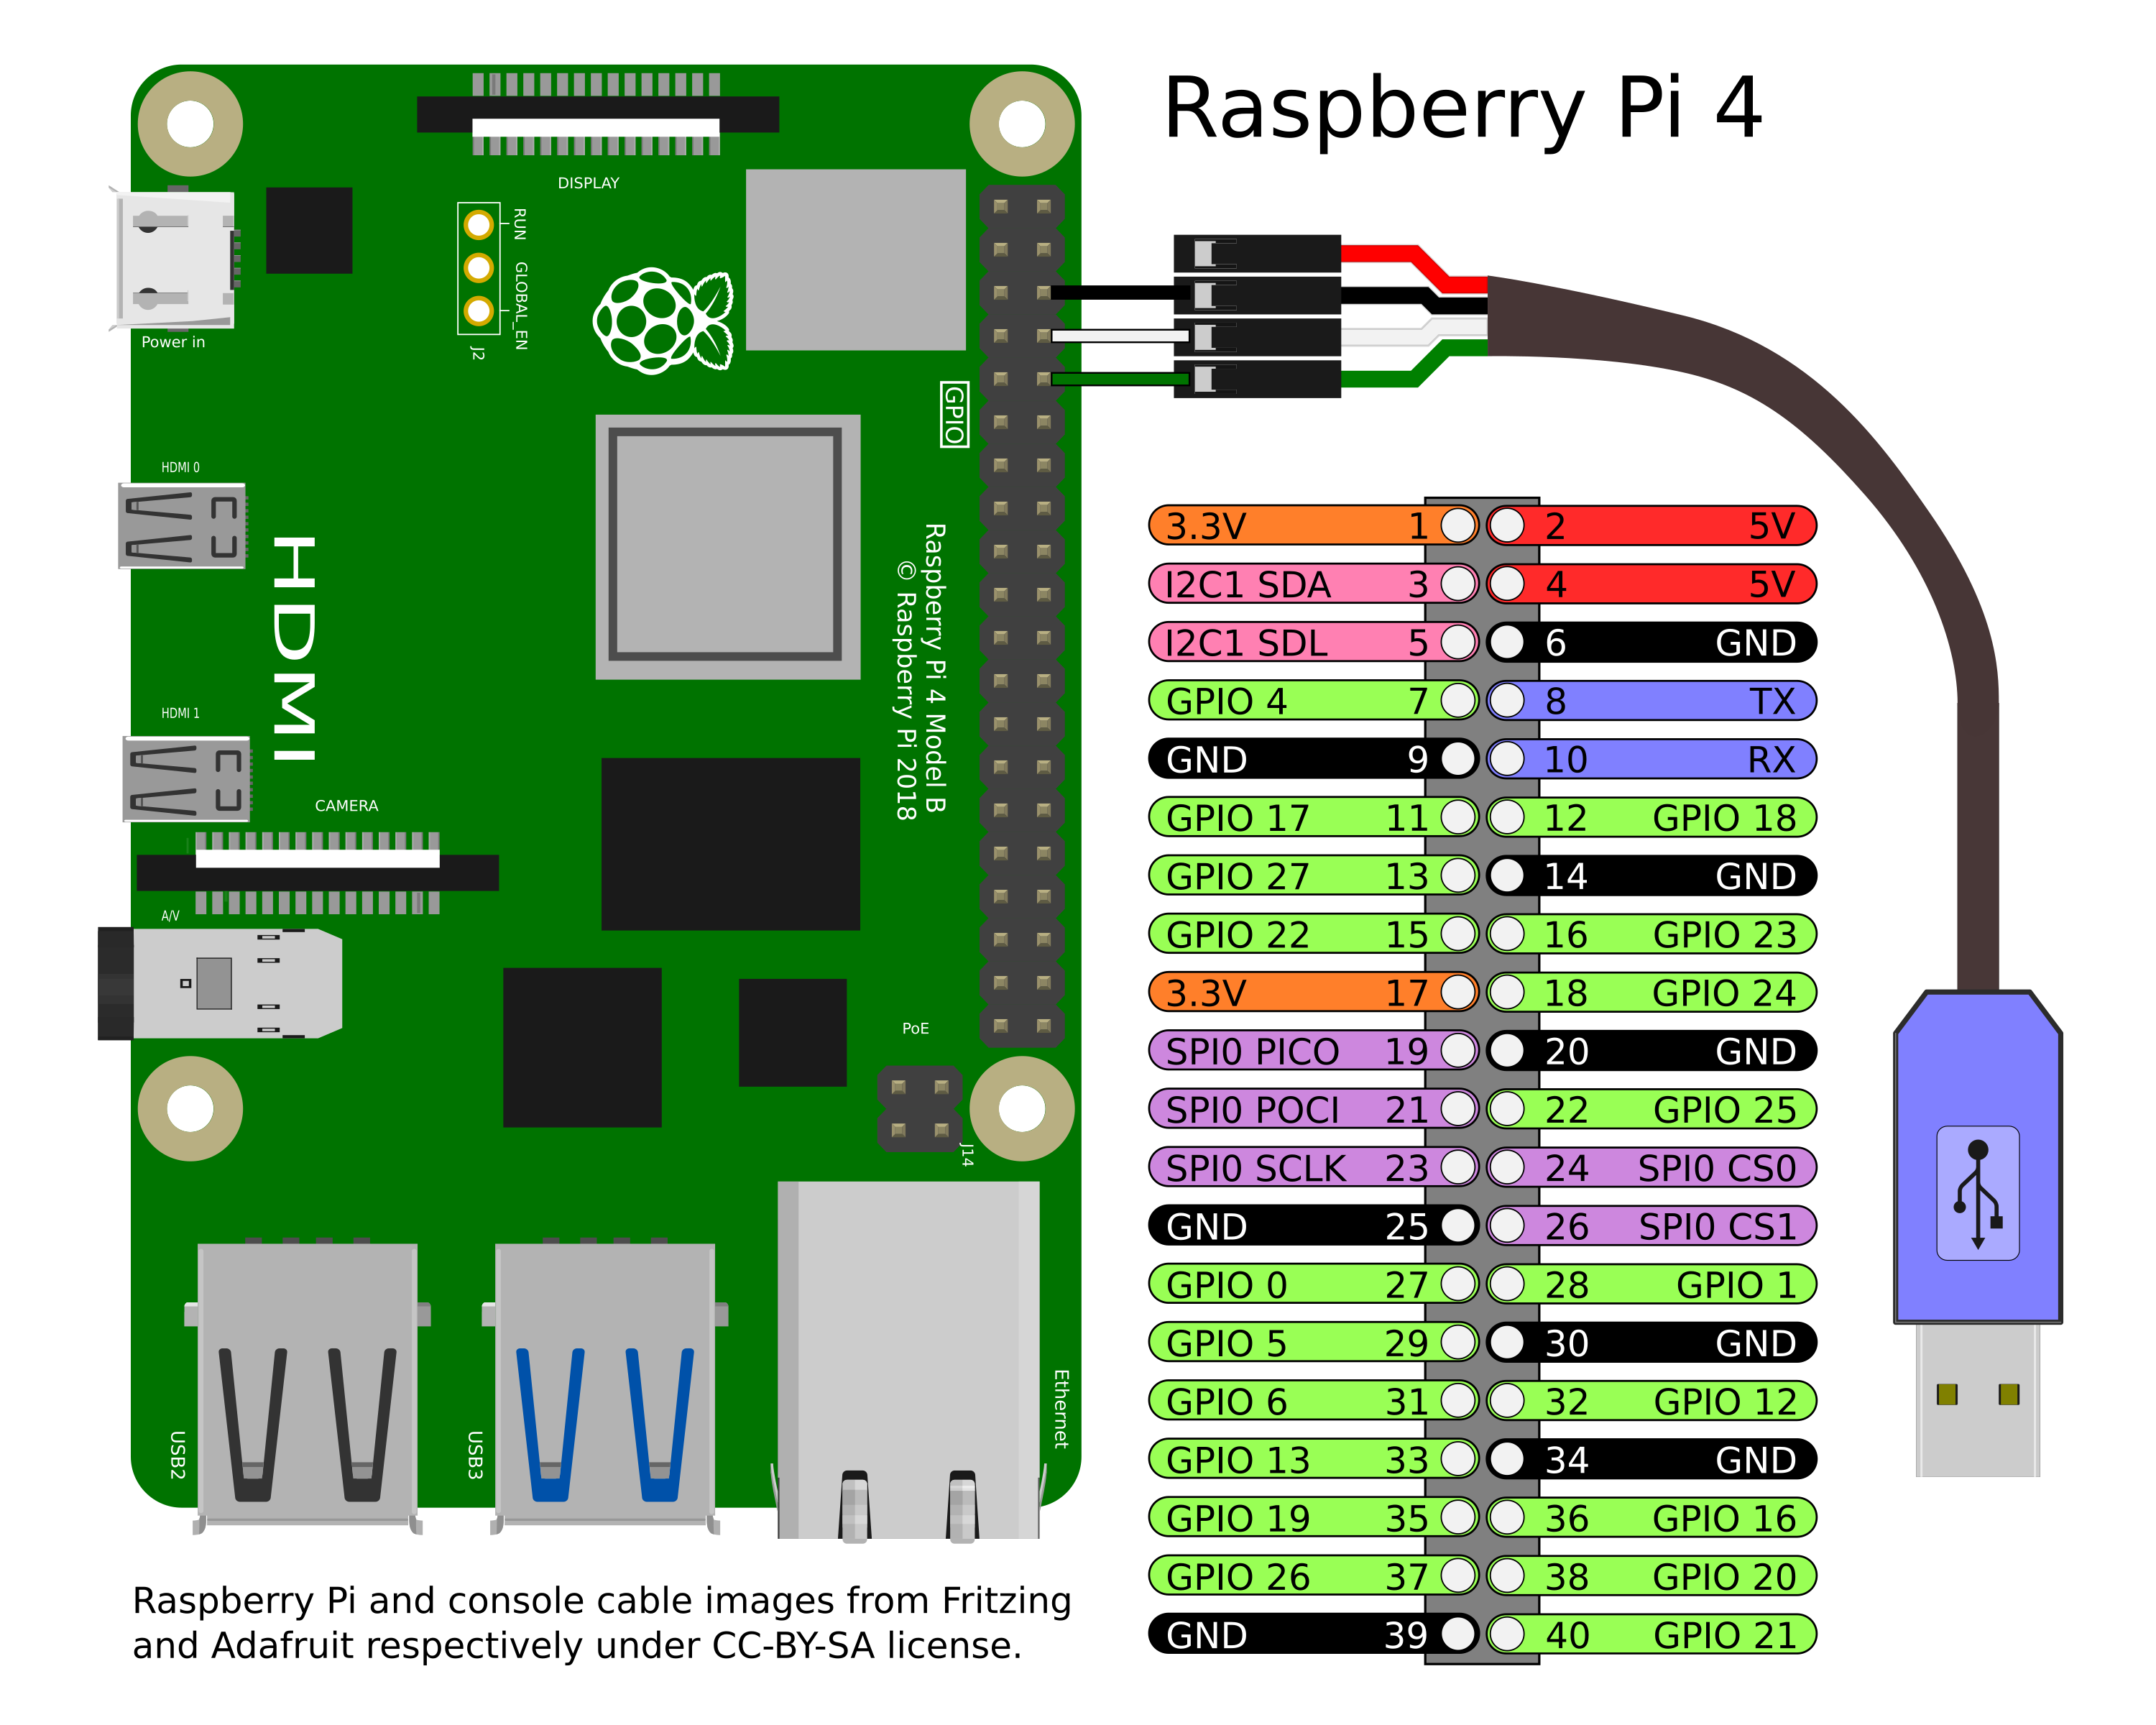 Raspberry Pi 4
DISPLAY
RUN
GLOBAL_EN
J2
Power in
GPIO
HDMI 0
HDMI
HDMI 1
Raspberry Pi 4 Model B
© Raspberry Pi 2018
CAMERA
A/V
PoE
J14
USB2
USB3
Ethernet
3.3V 1 2 5V
I2C1 SDA 3 4 5V
I2C1 SDL 5 6 GND
GPIO 4 7 8 TX
GND 9 10 RX
GPIO 17 11 12 GPIO 18
GPIO 27 13 14 GND
GPIO 22 15 16 GPIO 23
3.3V 17 18 GPIO 24
SPI0 PICO 19 20 GND
SPI0 POCI 21 22 GPIO 25
SPI0 SCLK 23 24 SPI0 CS0
GND 25 26 SPI0 CS1
GPIO 0 27 28 GPIO 1
GPIO 5 29 30 GND
GPIO 6 31 32 GPIO 12
GPIO 13 33 34 GND
GPIO 19 35 36 GPIO 16
GPIO 26 37 38 GPIO 20
GND 39 40 GPIO 21
Raspberry Pi and console cable images from Fritzing
and Adafruit respectively under CC-BY-SA license.